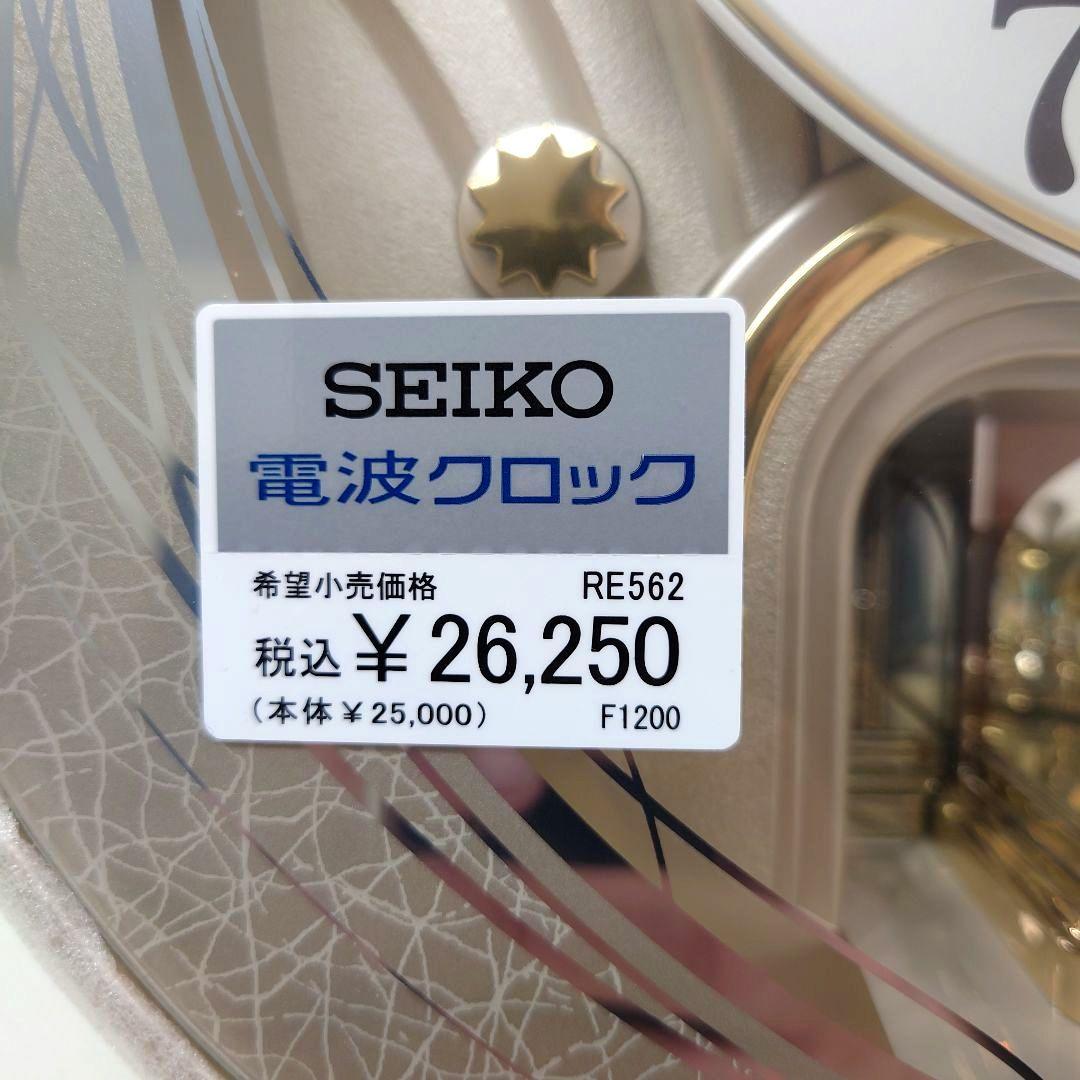 7
SEIKO
電波クロック
希望小売価格 RE562
税込 ¥26,250
(本体¥25,000) F1200